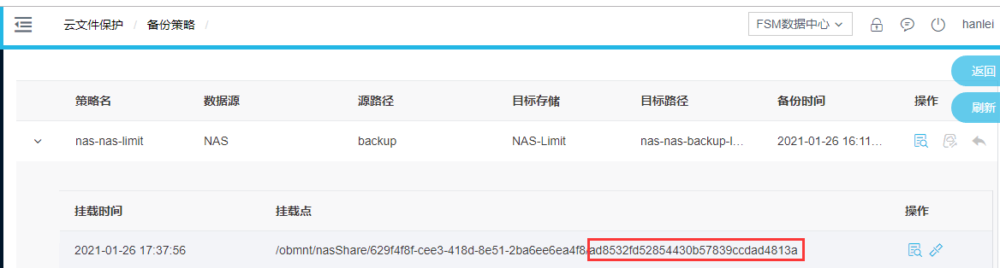 云文件保护 / 备份策略 /
FSM数据中心
hanlei
返回
刷新
策略名 数据源 源路径 目标存储 目标路径 备份时间 操作
nas-nas-limit NAS backup NAS-Limit nas-nas-backup-l… 2021-01-26 16:11…
挂载时间 挂载点 操作
2021-01-26 17:37:56 /obmnt/nasShare/629f4f8f-cee3-418d-8e51-2ba6ee6ea4f8/ad8532fd52854430b57839ccdad4813a